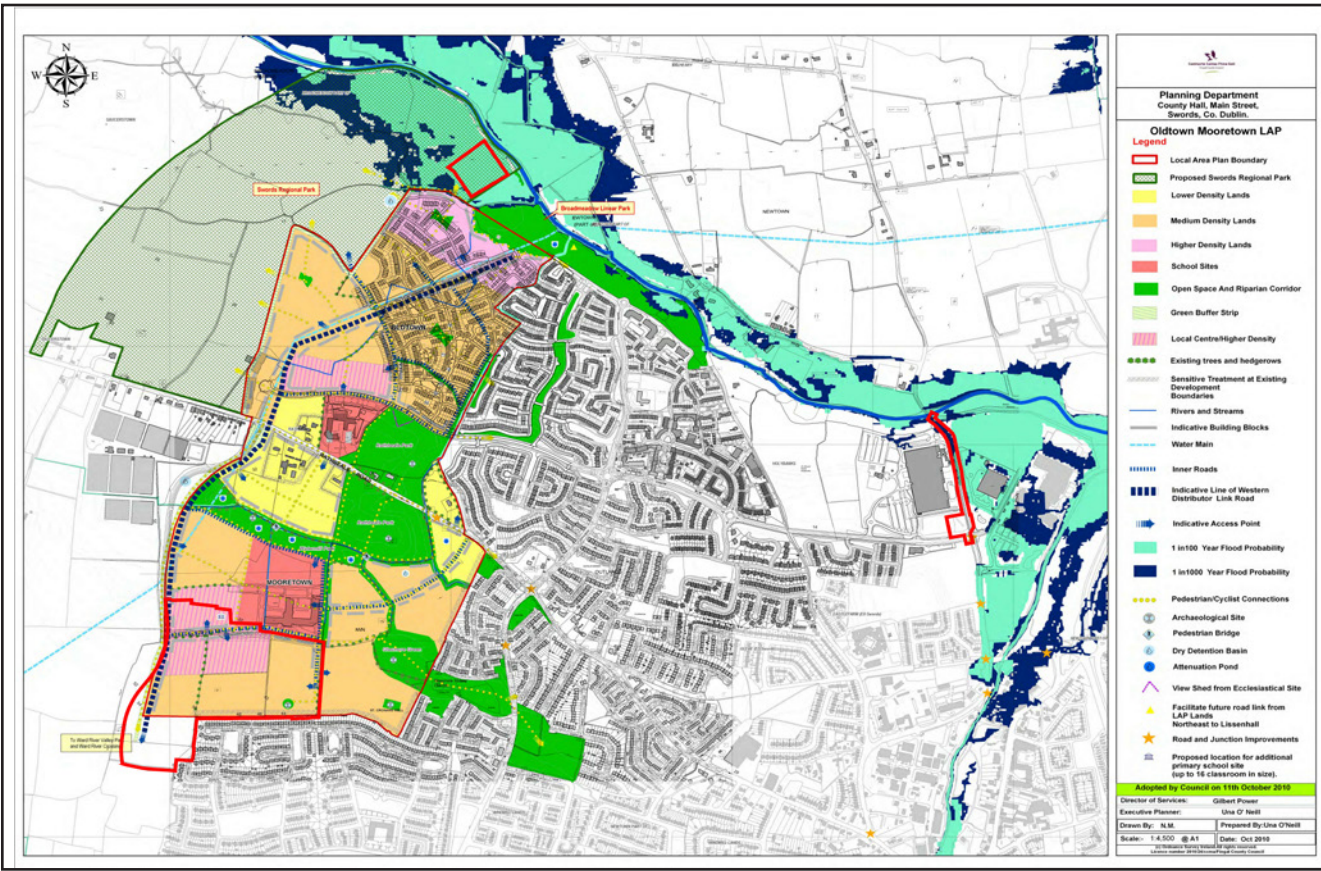 N
W E
S
Swords Regional Park
Broadmeadow Linear Park
NEWTOWN
OLDTOWN
MOORETOWN
Planning Department
County Hall, Main Street,
Swords, Co. Dublin.
Oldtown Mooretown LAP
Legend
Local Area Plan Boundary
Proposed Swords Regional Park
Lower Density Lands
Medium Density Lands
Higher Density Lands
School Sites
Open Space And Riparian Corridor
Green Buffer Strip
Local Centre/Higher Density
Existing trees and hedgerows
Sensitive Treatment at Existing
Development
Boundaries
Rivers and Streams
Indicative Building Blocks
Water Main
Inner Roads
Indicative Line of Western
Distributor Link Road
Indicative Access Point
1 in100 Year Flood Probability
1 in1000 Year Flood Probability
Pedestrian/Cyclist Connections
Archaeological Site
Pedestrian Bridge
Dry Detention Basin
Attenuation Pond
View Shed from Ecclesiastical Site
Facilitate future road link from
LAP Lands
Northeast to Lissenhall
Road and Junction Improvements
Proposed location for additional
primary school site
(up to 16 classroom in size).
Adopted by Council on 11th October 2010
Director of Services: Gilbert Power
Executive Planner: Una O' Neill
Drawn By: N.M. Prepared By:Una O'Neill
Scale:- 1:4,500 @ A1 Date: Oct 2010